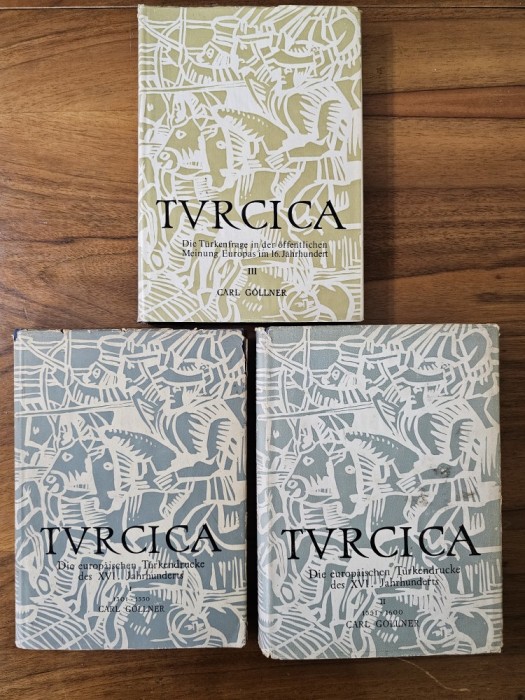 TVRCICA
Die Türkenfrage in der öffentlichen
Meinung Europas im 16. Jahrhundert
III
CARL GÖLLNER
TVRCICA
Die europäischen Türkendrucke
des XVI. Jahrhunderts
I
1501-1550
CARL GÖLLNER
TVRCICA
Die europäischen Türkendrucke
des XVI. Jahrhunderts
II
1551-1600
CARL GÖLLNER